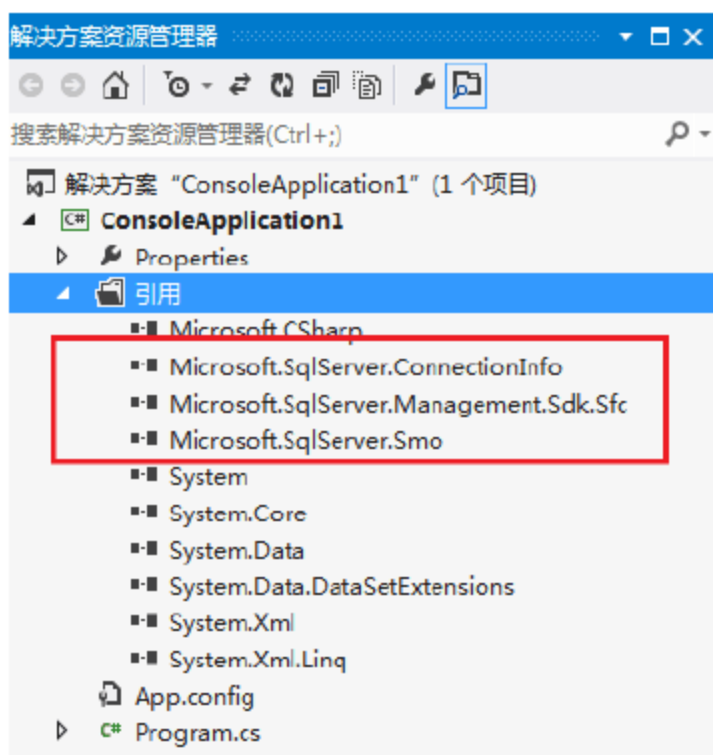 解决方案资源管理器
搜索解决方案资源管理器(Ctrl+;)
解决方案 “ConsoleApplication1” (1 个项目)
C# ConsoleApplication1
Properties
引用
Microsoft.CSharp
Microsoft.SqlServer.ConnectionInfo
Microsoft.SqlServer.Management.Sdk.Sfc
Microsoft.SqlServer.Smo
System
System.Core
System.Data
System.Data.DataSetExtensions
System.Xml
System.Xml.Linq
App.config
C# Program.cs